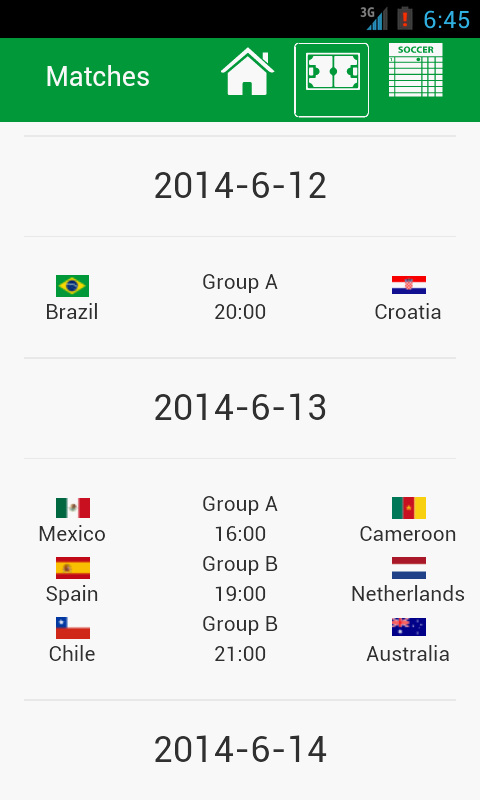 3G 6:45
Matches
SOCCER
2014-6-12
Group A
Brazil 20:00 Croatia
2014-6-13
Group A
Mexico 16:00 Cameroon
Group B
Spain 19:00 Netherlands
Group B
Chile 21:00 Australia
2014-6-14